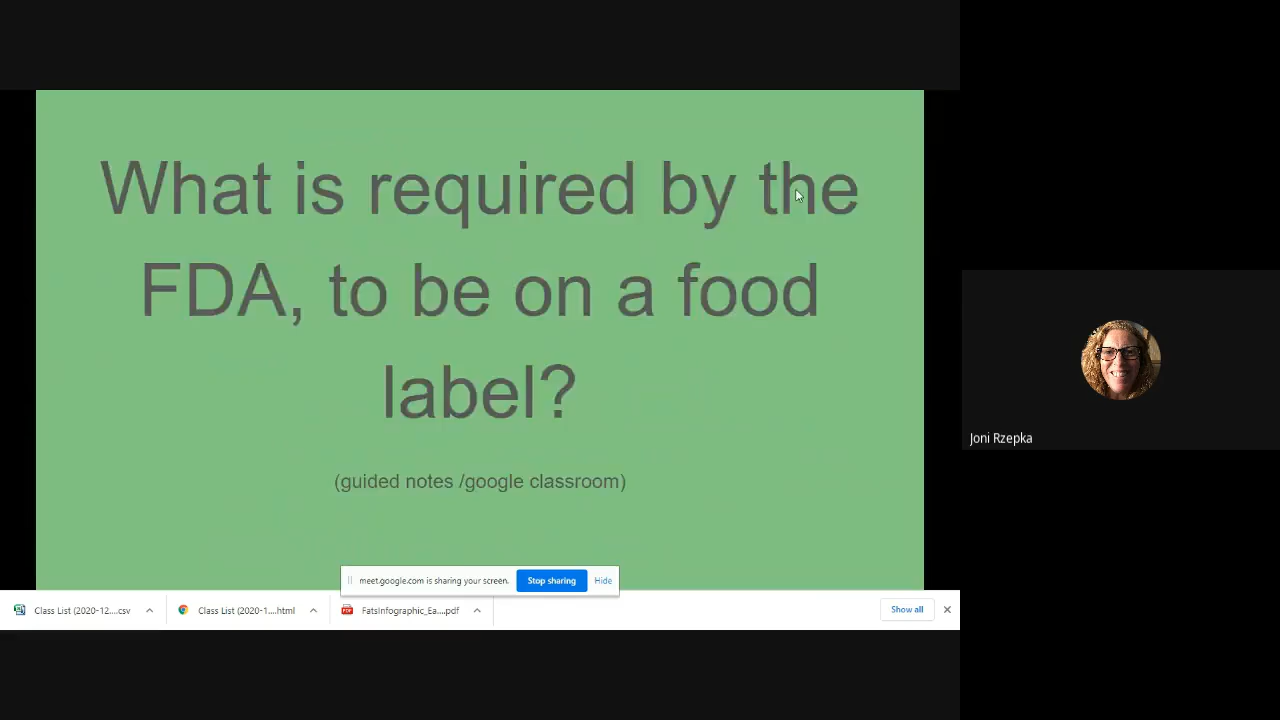 What is required by the
FDA, to be on a food
label?
(guided notes /google classroom)
meet.google.com is sharing your screen.
Stop sharing
Hide
Class List (2020-12....csv
Class List (2020-1....html
FatsInfographic_Ea....pdf
Show all
Joni Rzepka